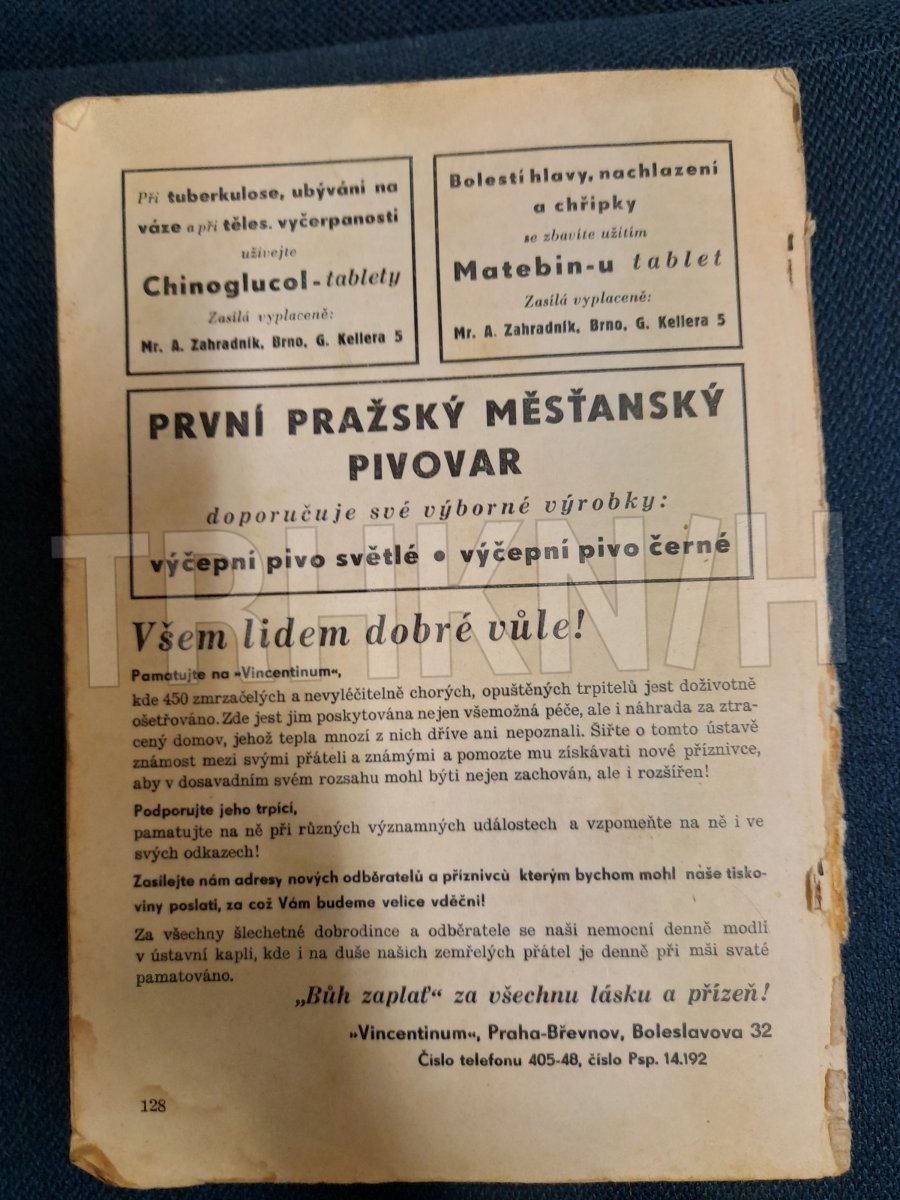 Při tuberkulose, ubývání na
váze a při těles. vyčerpanosti
užívejte
Chinoglucol-tablety
Zasílá vyplaceně:
Mr. A. Zahradník, Brno, G. Kellera 5
Bolestí hlavy, nachlazení
a chřipky
se zbavíte užitím
Matebin-u tablet
Zasílá vyplaceně:
Mr. A. Zahradník, Brno, G. Kellera 5
PRVNÍ PRAŽSKÝ MĚSŤANSKÝ
PIVOVAR
doporučuje své výborné výrobky:
výčepní pivo světlé • výčepní pivo černé
TRHKNIH
Všem lidem dobré vůle!
Pamatujte na »Vincentinum«,
kde 450 zmrzačelých a nevyléčitelně chorých, opuštěných trpitelů jest doživotně
ošetřováno. Zde jest jim poskytována nejen všemožná péče, ale i náhrada za ztra-
cený domov, jehož tepla mnozí z nich dříve ani nepoznali. Šiřte o tomto ústavě
známost mezi svými přáteli a známými a pomozte mu získávati nové příznivce,
aby v dosavadním svém rozsahu mohl býti nejen zachován, ale i rozšířen!
Podporujte jeho trpící,
pamatujte na ně při různých významných událostech a vzpomeňte na ně i ve
svých odkazech!
Zasílejte nám adresy nových odběratelů a příznivců kterým bychom mohl naše tisko-
viny poslati, za což Vám budeme velice vděčni!
Za všechny šlechetné dobrodince a odběratele se naši nemocní denně modlí
v ústavní kapli, kde i na duše našich zemřelých přátel je denně při mši svaté
pamatováno.
„Bůh zaplať“ za všechnu lásku a přízeň!
»Vincentinum«, Praha-Břevnov, Boleslavova 32
Číslo telefonu 405-48, číslo Psp. 14.192
128